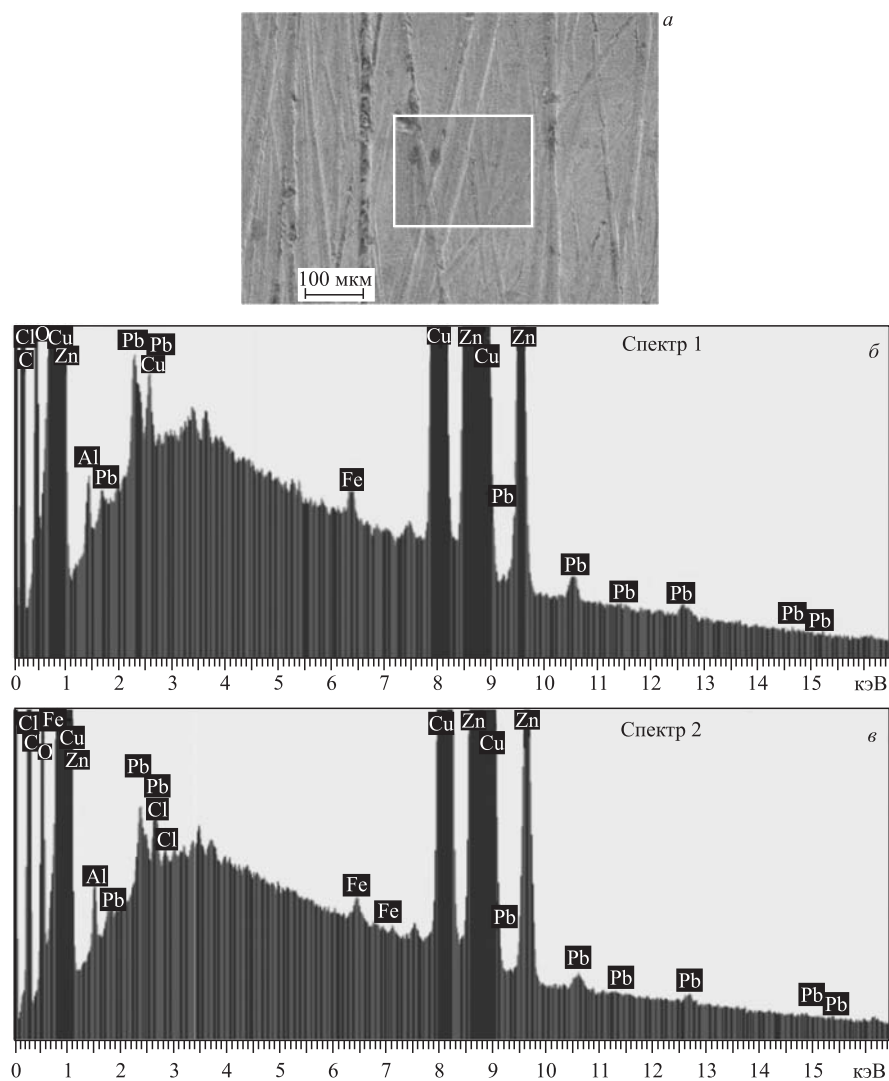 а
100 мкм
Cl O Cu
C Zn
Pb Pb
Cu
Al
Pb
Fe
Cu
Zn
Cu
Zn
Pb
Pb
Pb
Pb
Pb
Pb
Спектр 1
б
0 1 2 3 4 5 6 7 8 9 10 11 12 13 14 15 кэВ
Cl Fe
C Cu
O Zn
Pb
Pb
Cl
Cl
Al
Pb
Fe
Fe
Cu
Zn
Cu
Zn
Pb
Pb
Pb
Pb
Pb
Pb
Спектр 2
в
0 1 2 3 4 5 6 7 8 9 10 11 12 13 14 15 кэВ